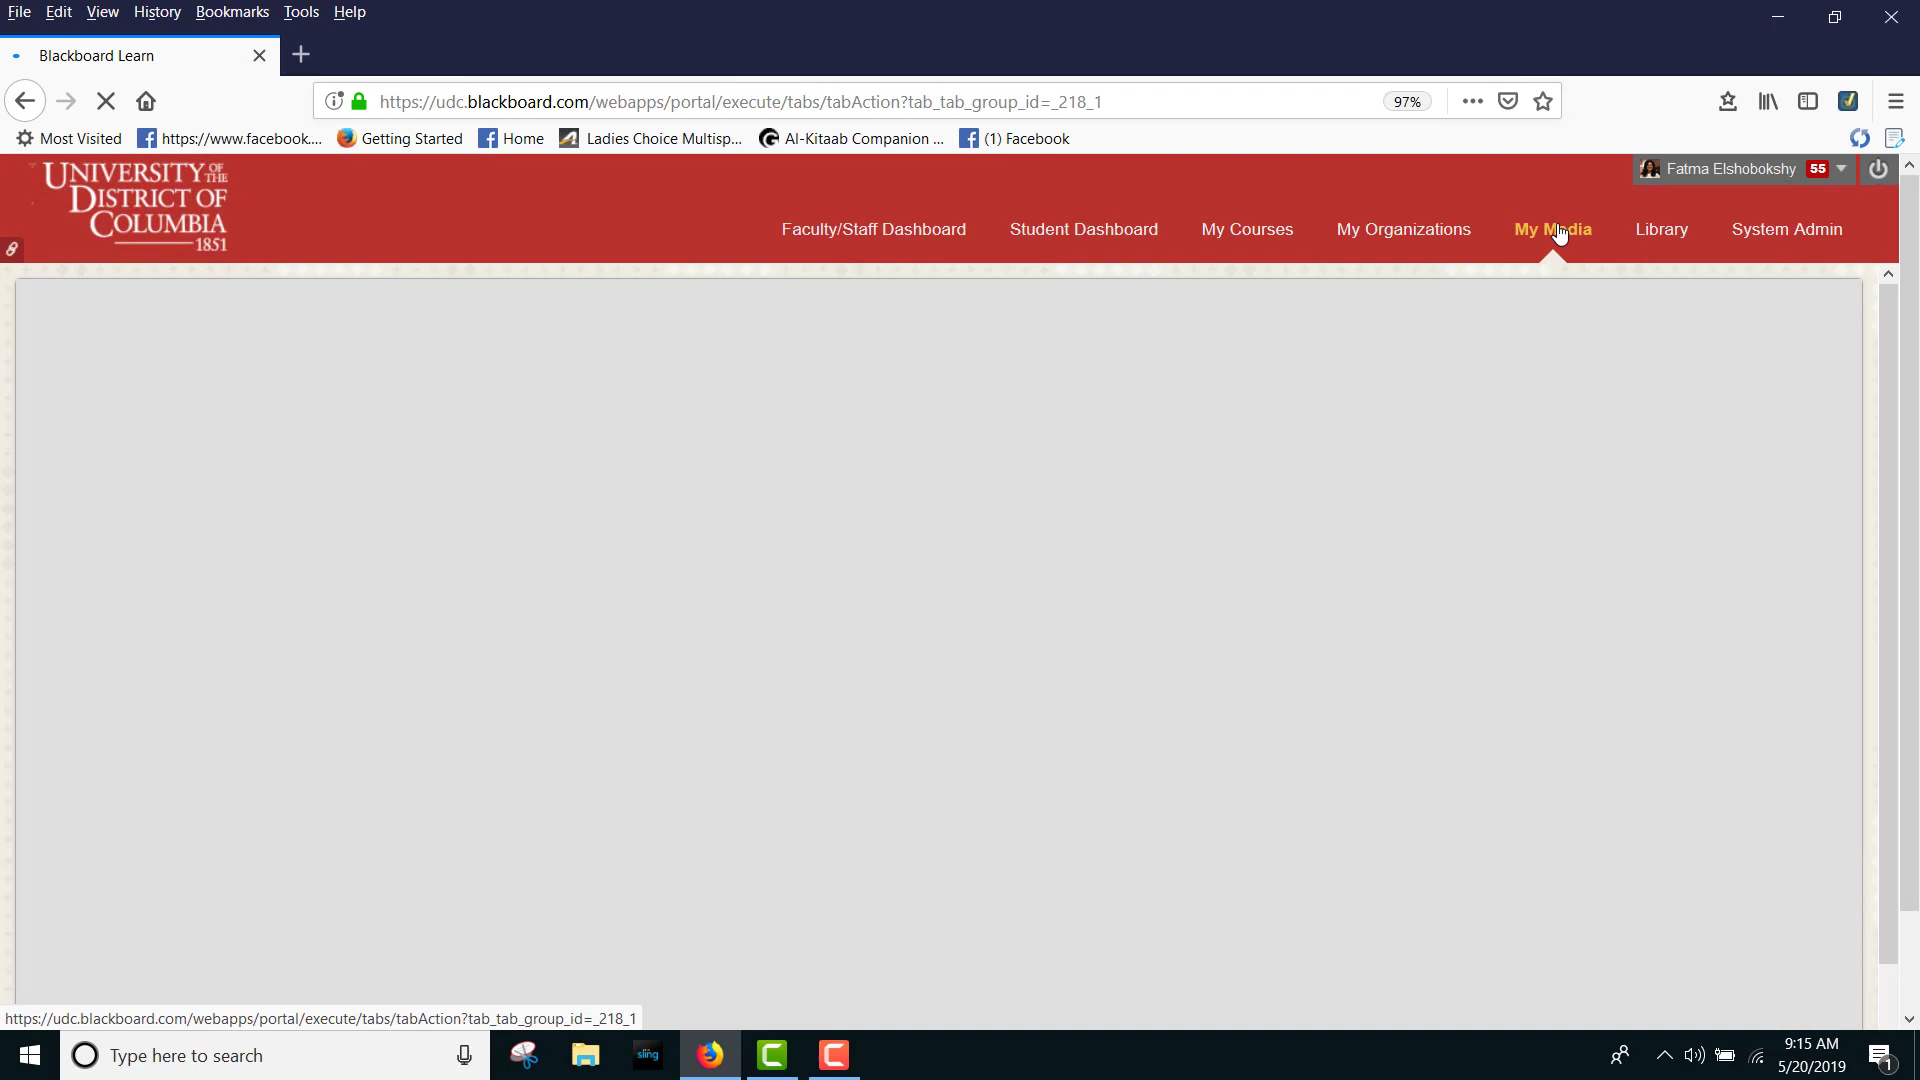 File Edit View History Bookmarks Tools Help
Blackboard Learn
https://udc.blackboard.com/webapps/portal/execute/tabs/tabAction?tab_tab_group_id=_218_1 97%
Most Visited https://www.facebook.... Getting Started Home Ladies Choice Multisp... Al-Kitaab Companion ... (1) Facebook
UNIVERSITY OF THE
DISTRICT OF
COLUMBIA
1851
Fatma Elshobokshy 55
Faculty/Staff Dashboard Student Dashboard My Courses My Organizations My Media Library System Admin
https://udc.blackboard.com/webapps/portal/execute/tabs/tabAction?tab_tab_group_id=_218_1
Type here to search
sling
9:15 AM
5/20/2019
1